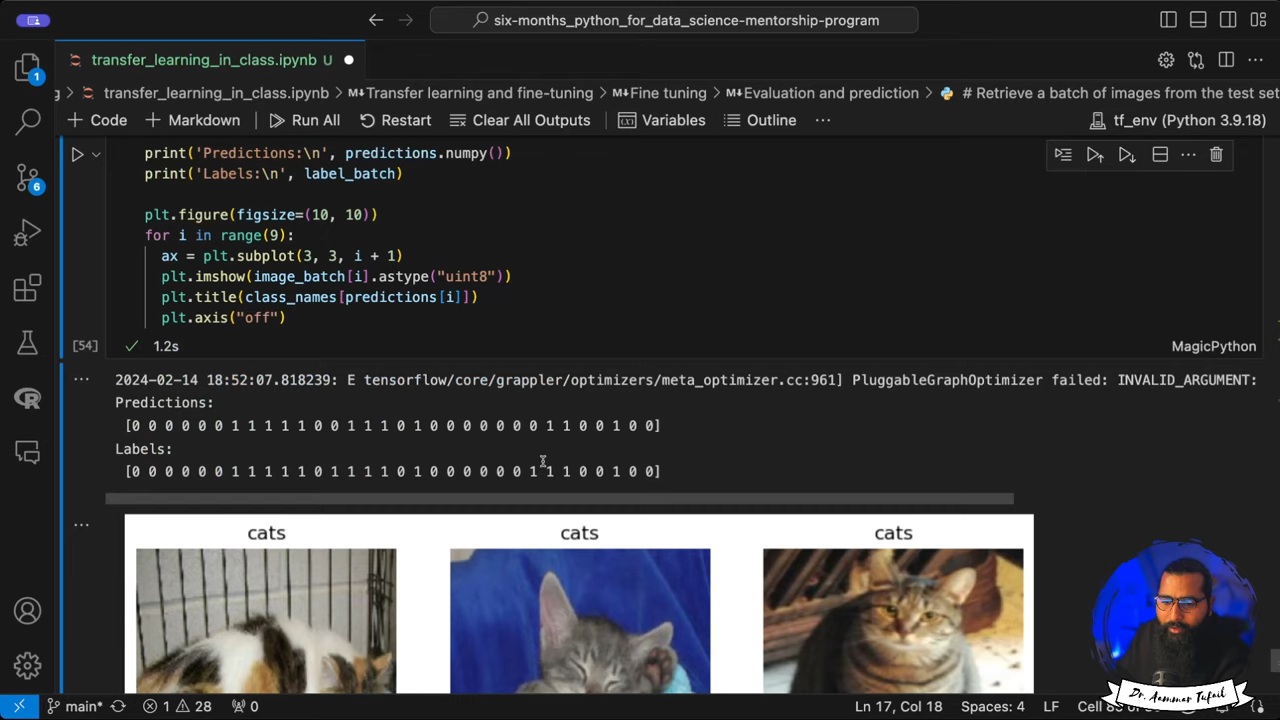 six-months_python_for_data_science-mentorship-program
transfer_learning_in_class.ipynb U
g > transfer_learning_in_class.ipynb > M↓Transfer learning and fine-tuning > M↓Fine tuning > M↓Evaluation and prediction > # Retrieve a batch of images from the test set
+ Code + Markdown Run All Restart Clear All Outputs Variables Outline ... tf_env (Python 3.9.18)
1
6
print('Predictions:\n', predictions.numpy())
print('Labels:\n', label_batch)
plt.figure(figsize=(10, 10))
for i in range(9):
ax = plt.subplot(3, 3, i + 1)
plt.imshow(image_batch[i].astype("uint8"))
plt.title(class_names[predictions[i]])
plt.axis("off")
[54] ✓ 1.2s MagicPython
2024-02-14 18:52:07.818239: E tensorflow/core/grappler/optimizers/meta_optimizer.cc:961] PluggableGraphOptimizer failed: INVALID_ARGUMENT:
Predictions:
[0 0 0 0 0 0 1 1 1 1 1 0 0 1 1 1 0 1 0 0 0 0 0 0 0 1 1 0 0 1 0 0]
Labels:
[0 0 0 0 0 0 1 1 1 1 1 0 1 1 1 1 0 1 0 0 0 0 0 0 1 1 1 0 0 1 0 0]
cats cats cats
Dr. Aammar Tufail
main* 1 28 0 Ln 17, Col 18 Spaces: 4 LF